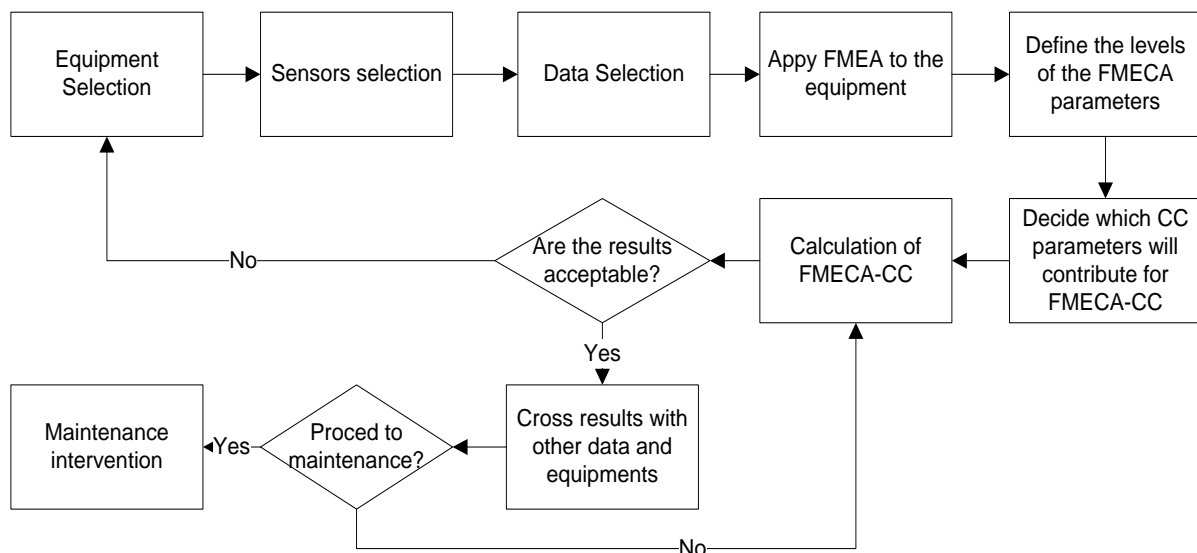 Equipment
Selection
Sensors selection
Data Selection
Appy FMEA to the
equipment
Define the levels
of the FMECA
parameters
Decide which CC
parameters will
contribute for
FMECA-CC
Calculation of
FMECA-CC
Are the results
acceptable?
No
Yes
Cross results with
other data and
equipments
Proced to
maintenance?
Yes
Maintenance
intervention
No